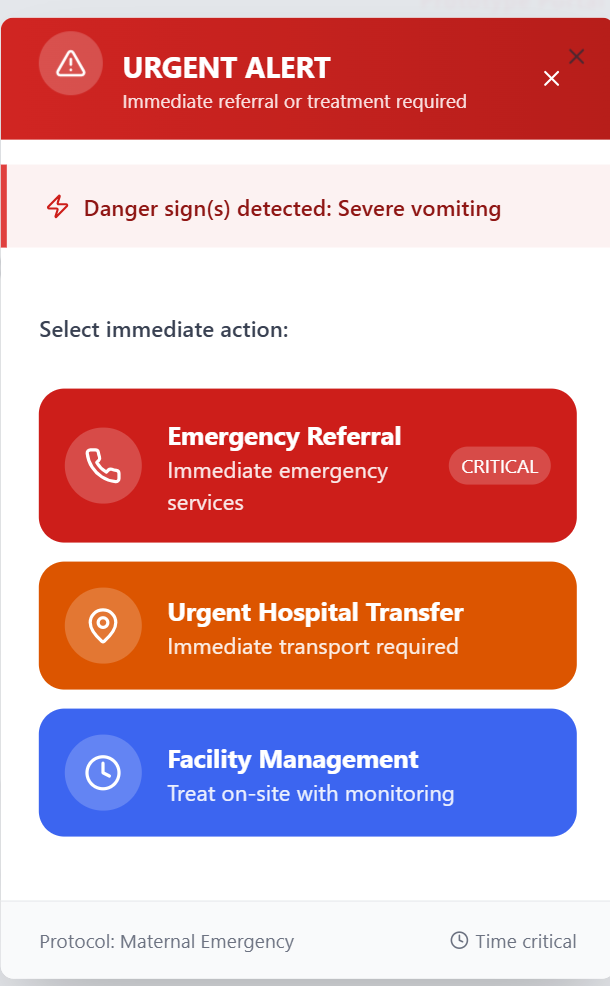 URGENT ALERT
Immediate referral or treatment required
Danger sign(s) detected: Severe vomiting
Select immediate action:
Emergency Referral
Immediate emergency
services
CRITICAL
Urgent Hospital Transfer
Immediate transport required
Facility Management
Treat on-site with monitoring
Protocol: Maternal Emergency
Time critical